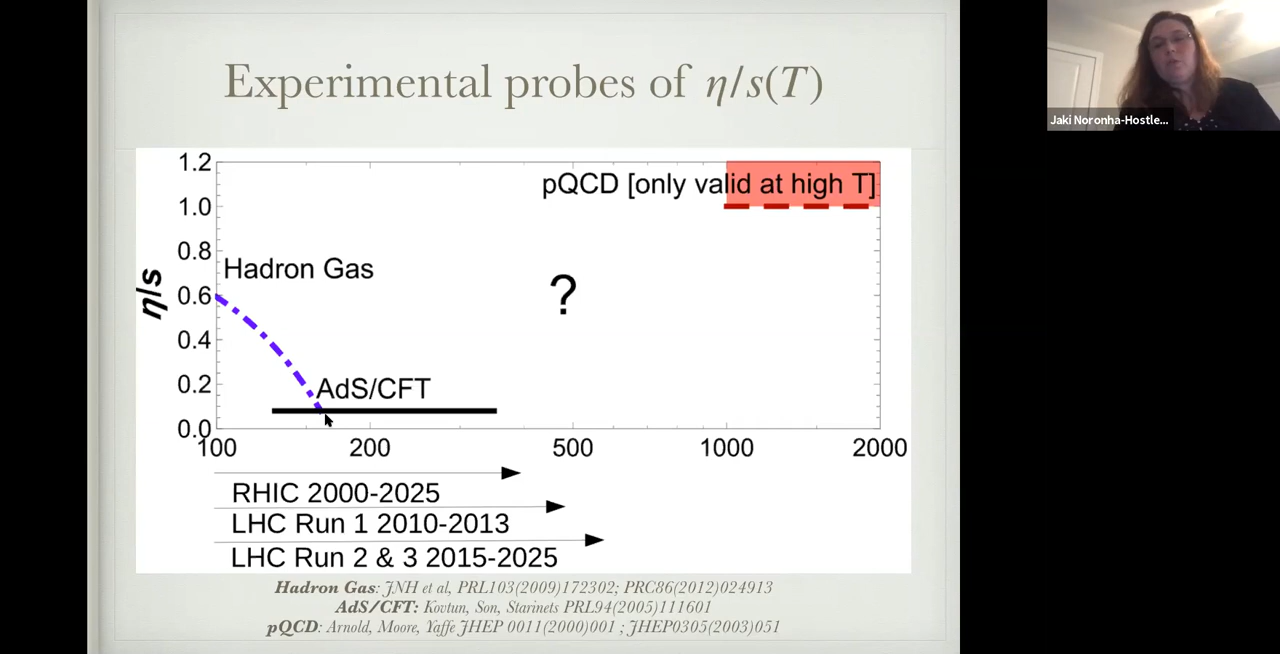 Experimental probes of η/s(T)
Jaki Noronha-Hostle...
1.2
1.0
0.8
0.6
0.4
0.2
0.0
η/s
pQCD [only valid at high T]
Hadron Gas
?
AdS/CFT
100 200 500 1000 2000
RHIC 2000-2025
LHC Run 1 2010-2013
LHC Run 2 & 3 2015-2025
Hadron Gas: JNH et al, PRL103(2009)172302; PRC86(2012)024913
AdS/CFT: Kovtun, Son, Starinets PRL94(2005)111601
pQCD: Arnold, Moore, Yaffe JHEP 0011(2000)001 ; JHEP0305(2003)051